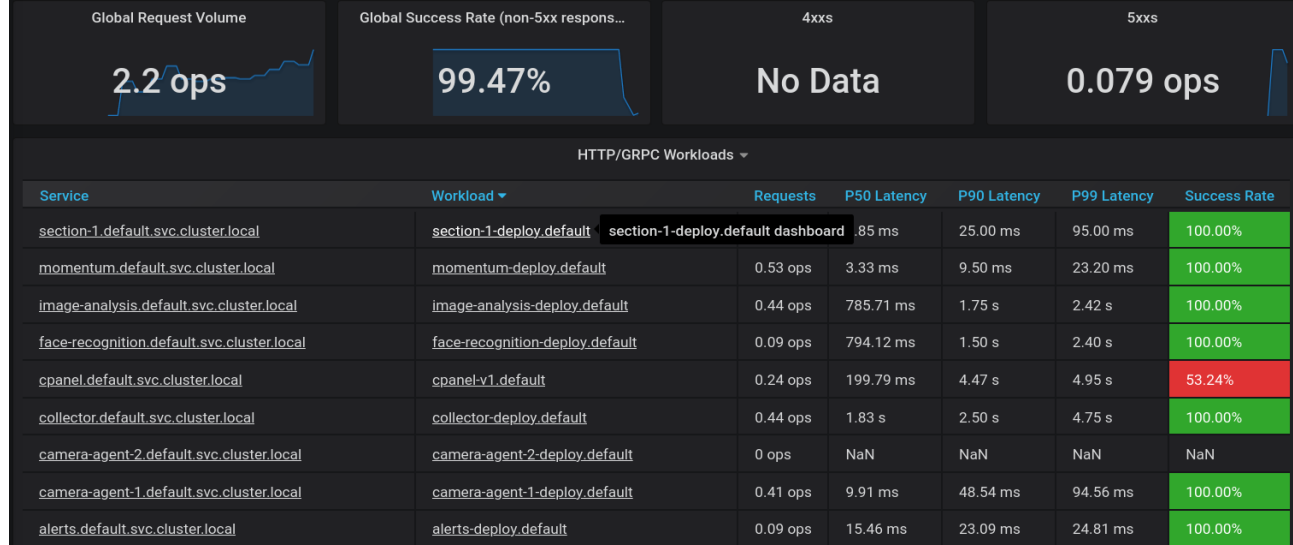 Global Request Volume Global Success Rate (non-5xx respons... 4xxs 5xxs
2.2 ops 99.47% No Data 0.079 ops
HTTP/GRPC Workloads
Service Workload Requests P50 Latency P90 Latency P99 Latency Success Rate
section-1.default.svc.cluster.local section-1-deploy.default section-1-deploy.default dashboard .85 ms 25.00 ms 95.00 ms 100.00%
momentum.default.svc.cluster.local momentum-deploy.default 0.53 ops 3.33 ms 9.50 ms 23.20 ms 100.00%
image-analysis.default.svc.cluster.local image-analysis-deploy.default 0.44 ops 785.71 ms 1.75 s 2.42 s 100.00%
face-recognition.default.svc.cluster.local face-recognition-deploy.default 0.09 ops 794.12 ms 1.50 s 2.40 s 100.00%
cpanel.default.svc.cluster.local cpanel-v1.default 0.24 ops 199.79 ms 4.47 s 4.95 s 53.24%
collector.default.svc.cluster.local collector-deploy.default 0.44 ops 1.83 s 2.50 s 4.75 s 100.00%
camera-agent-2.default.svc.cluster.local camera-agent-2-deploy.default 0 ops NaN NaN NaN NaN
camera-agent-1.default.svc.cluster.local camera-agent-1-deploy.default 0.41 ops 9.91 ms 48.54 ms 94.56 ms 100.00%
alerts.default.svc.cluster.local alerts-deploy.default 0.09 ops 15.46 ms 23.09 ms 24.81 ms 100.00%